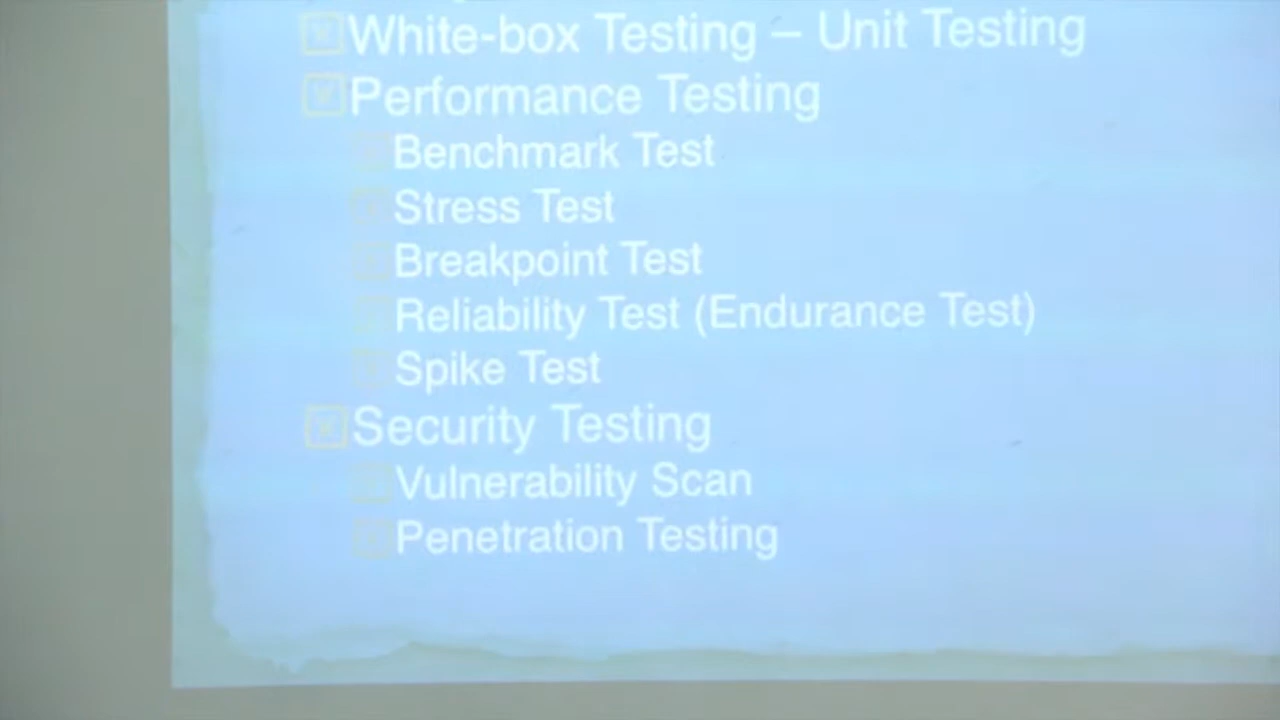 White-box Testing – Unit Testing
Performance Testing
Benchmark Test
Stress Test
Breakpoint Test
Reliability Test (Endurance Test)
Spike Test
Security Testing
Vulnerability Scan
Penetration Testing